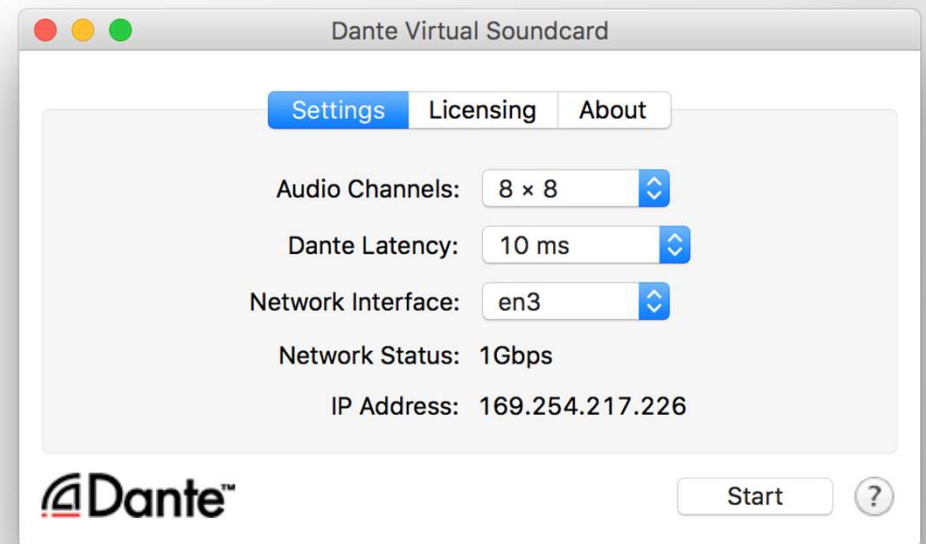 Dante Virtual Soundcard
Settings Licensing About
Audio Channels: 8 × 8
Dante Latency: 10 ms
Network Interface: en3
Network Status: 1Gbps
IP Address: 169.254.217.226
Dante™ Start ?